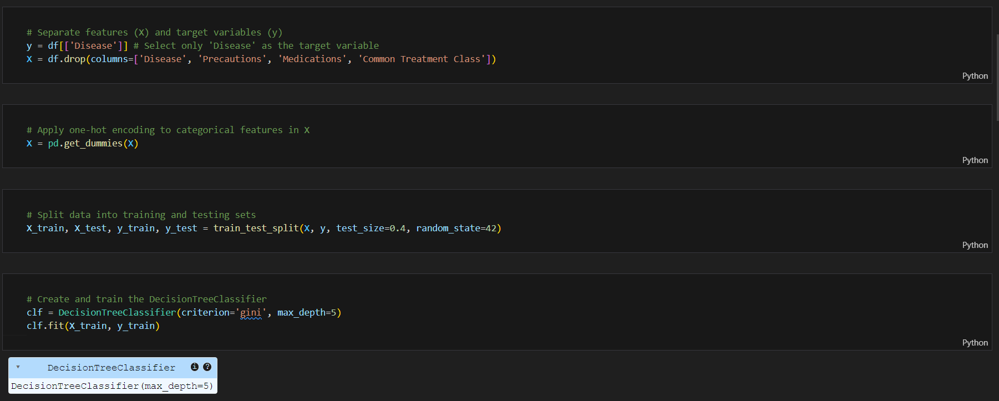 # Separate features (X) and target variables (y)
y = df[['Disease']] # Select only 'Disease' as the target variable
X = df.drop(columns=['Disease', 'Precautions', 'Medications', 'Common Treatment Class'])
Python
# Apply one-hot encoding to categorical features in X
X = pd.get_dummies(X)
Python
# Split data into training and testing sets
X_train, X_test, y_train, y_test = train_test_split(X, y, test_size=0.4, random_state=42)
Python
# Create and train the DecisionTreeClassifier
clf = DecisionTreeClassifier(criterion='gini', max_depth=5)
clf.fit(X_train, y_train)
Python
DecisionTreeClassifier i ?
DecisionTreeClassifier(max_depth=5)